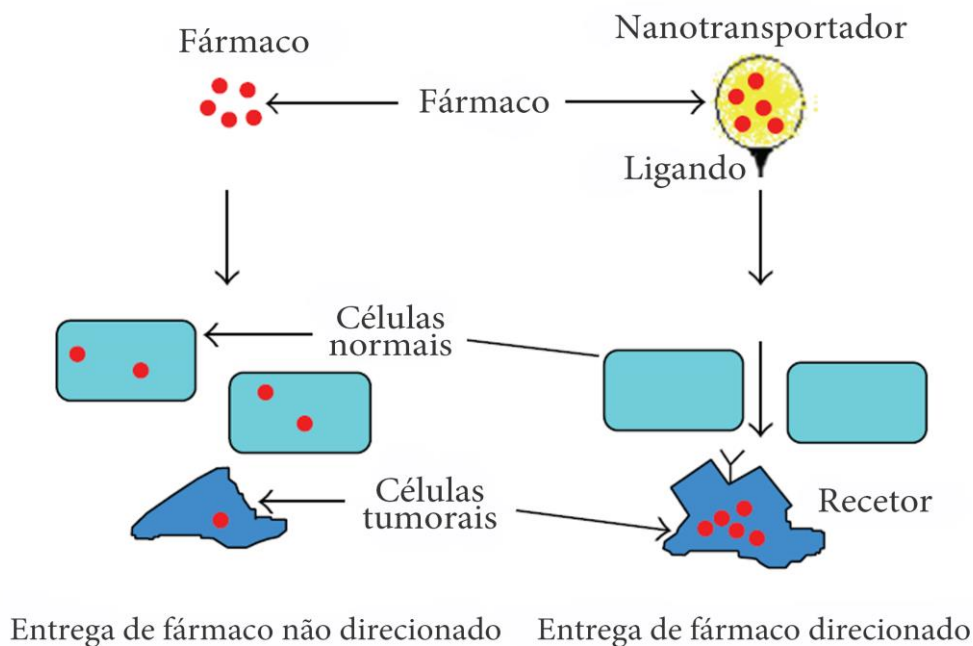 Fármaco
Nanotransportador
Fármaco
Ligando
Células
normais
Células
tumorais
Recetor
Entrega de fármaco não direcionado
Entrega de fármaco direcionado